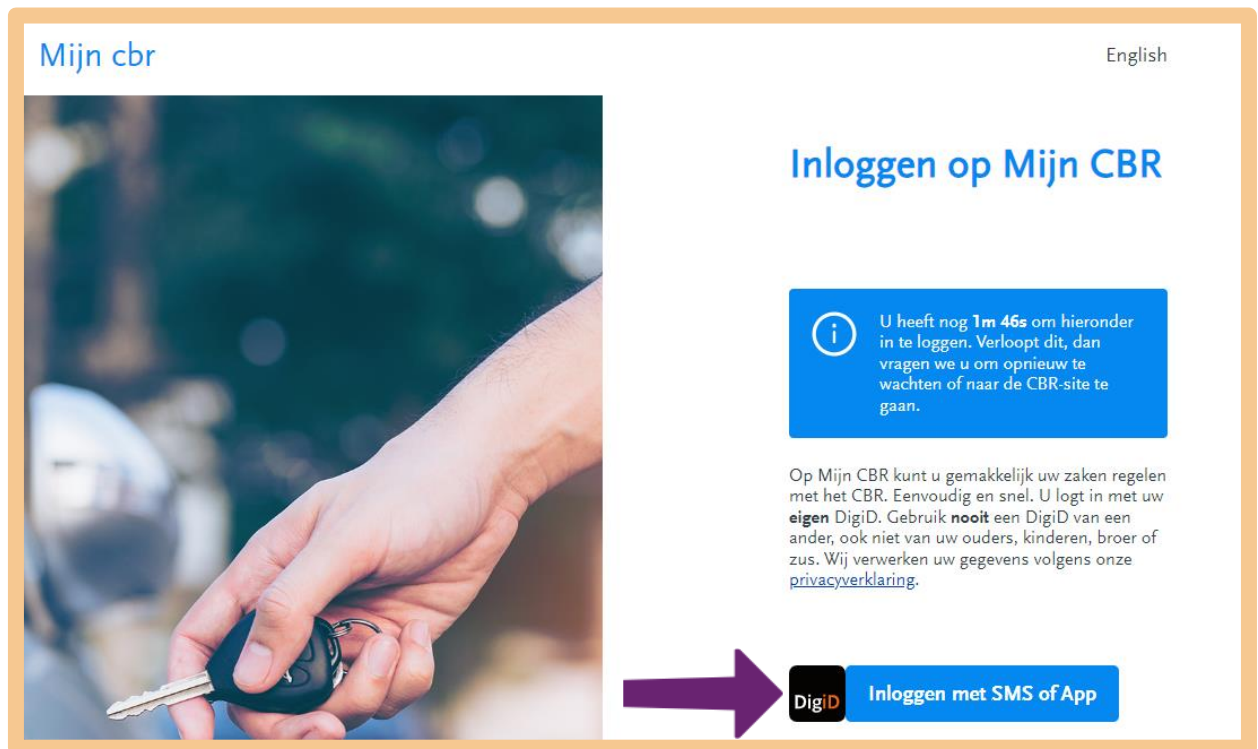 Mijn cbr
English
Inloggen op Mijn CBR
U heeft nog 1m 46s om hieronder
in te loggen. Verloopt dit, dan
vragen we u om opnieuw te
wachten of naar de CBR-site te
gaan.
Op Mijn CBR kunt u gemakkelijk uw zaken regelen
met het CBR. Eenvoudig en snel. U logt in met uw
eigen DigiD. Gebruik nooit een DigiD van een
ander, ook niet van uw ouders, kinderen, broer of
zus. Wij verwerken uw gegevens volgens onze
privacyverklaring.
DigiD
Inloggen met SMS of App